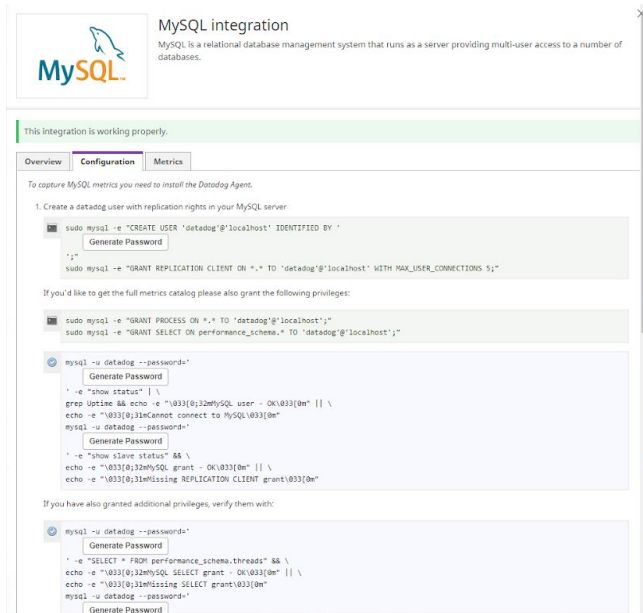 MySQL integration
MySQL is a relational database management system that runs as a server providing multi-user access to a number of
databases.
MySQL
This integration is working properly.
Overview Configuration Metrics
To capture MySQL metrics you need to install the Datadog Agent.
1. Create a datadog user with replication rights in your MySQL server
sudo mysql -e "CREATE USER 'datadog'@'localhost' IDENTIFIED BY '
Generate Password
';"
sudo mysql -e "GRANT REPLICATION CLIENT ON *.* TO 'datadog'@'localhost' WITH MAX_USER_CONNECTIONS 5;"
If you'd like to get the full metrics catalog please also grant the following privileges:
sudo mysql -e "GRANT PROCESS ON *.* TO 'datadog'@'localhost';"
sudo mysql -e "GRANT SELECT ON performance_schema.* TO 'datadog'@'localhost';"
mysql -u datadog --password='
Generate Password
' -e "show status" | \
grep Uptime && echo -e "\033[0;32mMySQL user - OK\033[0m" || \
echo -e "\033[0;31mCannot connect to MySQL\033[0m"
mysql -u datadog --password='
Generate Password
' -e "show slave status" && \
echo -e "\033[0;32mMySQL grant - OK\033[0m" || \
echo -e "\033[0;31mMissing REPLICATION CLIENT grant\033[0m"
If you have also granted additional privileges, verify them with:
mysql -u datadog --password='
Generate Password
' -e "SELECT * FROM performance_schema.threads" && \
echo -e "\033[0;32mMySQL SELECT grant - OK\033[0m" || \
echo -e "\033[0;31mMissing SELECT grant\033[0m"
mysql -u datadog --password='
Generate Password